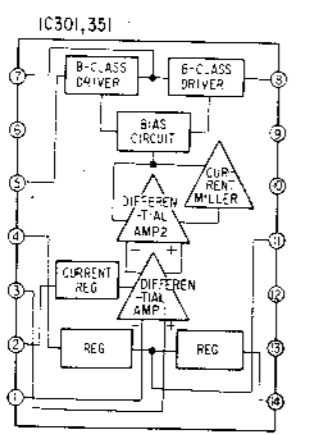 IC301,351
B-CLASS
DRIVER
B-CLASS
DRIVER
7
8
BIAS
CIRCUIT
6
9
CUR
RENT
MILLER
5
10
DIFFEREN
-TIAL
AMP2
4
11
- +
CURRENT
REG
DIFFEREN
-TIAL
AMP1
3
12
- +
REG
REG
2
13
1
14